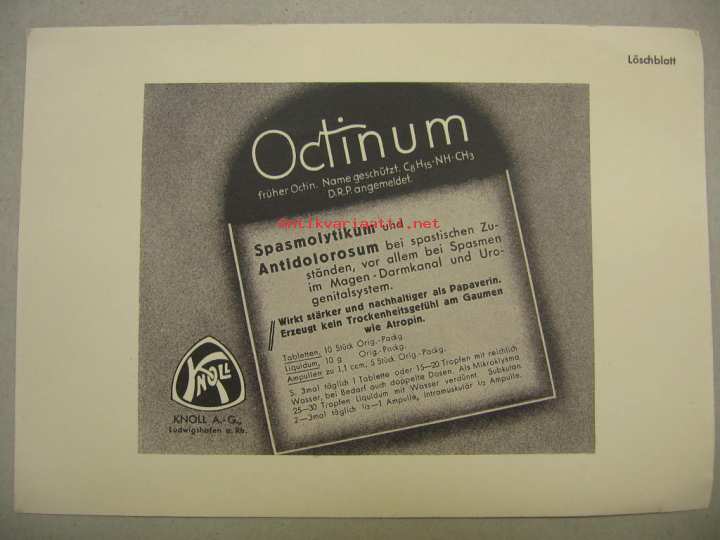 Löschblatt
Octinum
früher Octin. Name geschützt. C8H15-NH-CH3
D.R.P. angemeldet.
antikvariaatti.net
Spasmolytikum und
Antidolorosum bei spastischen Zu-
ständen, vor allem bei Spasmen
im Magen-Darmkanal und Uro-
genitalsystem.
Wirkt stärker und nachhaltiger als Papaverin.
Erzeugt kein Trockenheitsgefühl am Gaumen
wie Atropin.
Tabletten, 10 Stück Orig.-Packg.
Liquidum, 10 g Orig.-Packg.
Ampullen zu 1,1 ccm, 5 Stück Orig.-Packg.
S. 3mal täglich 1 Tablette oder 15—20 Tropfen mit reichlich
Wasser, bei Bedarf auch doppelte Dosen. Als Mikroklysma
25—30 Tropfen Liquidum mit Wasser verdünnt. Subkutan
2—3mal täglich 1/2—1 Ampulle, intramuskulär 1/2 Ampulle.
KNOLL
KNOLL A.-G.,
Ludwigshafen a. Rh.